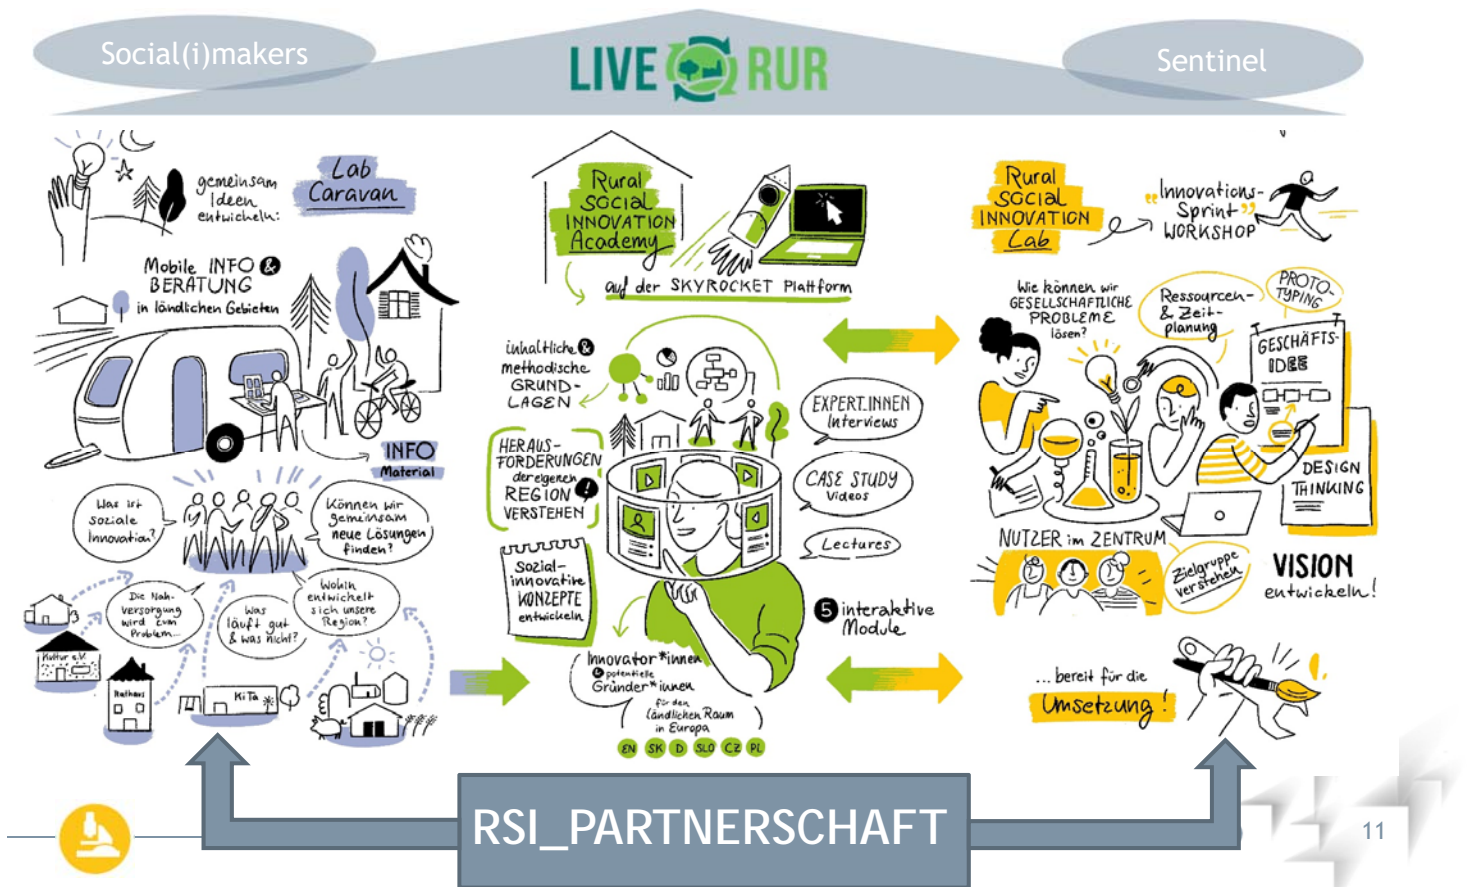 Social(i)makers
LIVE RUR
Sentinel
gemeinsam
Ideen
entwickeln:
Lab
Caravan
Mobile INFO &
BERATUNG
in ländlichen Gebieten
INFO
Material
Was ist
soziale
Innovation?
Können wir
gemeinsam
neue Lösungen
finden?
Die Nah-
versorgung
wird zum
Problem...
Was
läuft gut
& was nicht?
Wohin
entwickelt
sich unsere
Region?
Kultur e.V.
Rathaus
KiTa
Rural
SOCIAL
INNOVATION
Academy
auf der SKYROCKET Plattform
inhaltliche &
methodische
GRUND-
LAGEN
HERAUS-
FORDERUNGEN
der eigenen
REGION !
VERSTEHEN
SOZIAL-
innovative
KONZEPTE
entwickeln
EXPERT.INNEN
Interviews
CASE STUDY
Videos
Lectures
5 interaktive
Module
Innovator*innen
& potentielle
Gründer*innen
für den
ländlichen Raum
in Europa
EN SK D SLO CZ PL
Rural
SOCIAL
INNOVATION
Lab
"Innovations-
Sprint"
WORKSHOP
Wie können wir
GESELLSCHAFTLICHE
PROBLEME
lösen?
Ressourcen-
& Zeit-
planung
PROTO-
TYPING
GESCHÄFTS-
IDEE
DESIGN
THINKING
NUTZER im ZENTRUM
Zielgruppe
verstehen
VISION
entwickeln!
...bereit für die
Umsetzung!
RSI_PARTNERSCHAFT
11